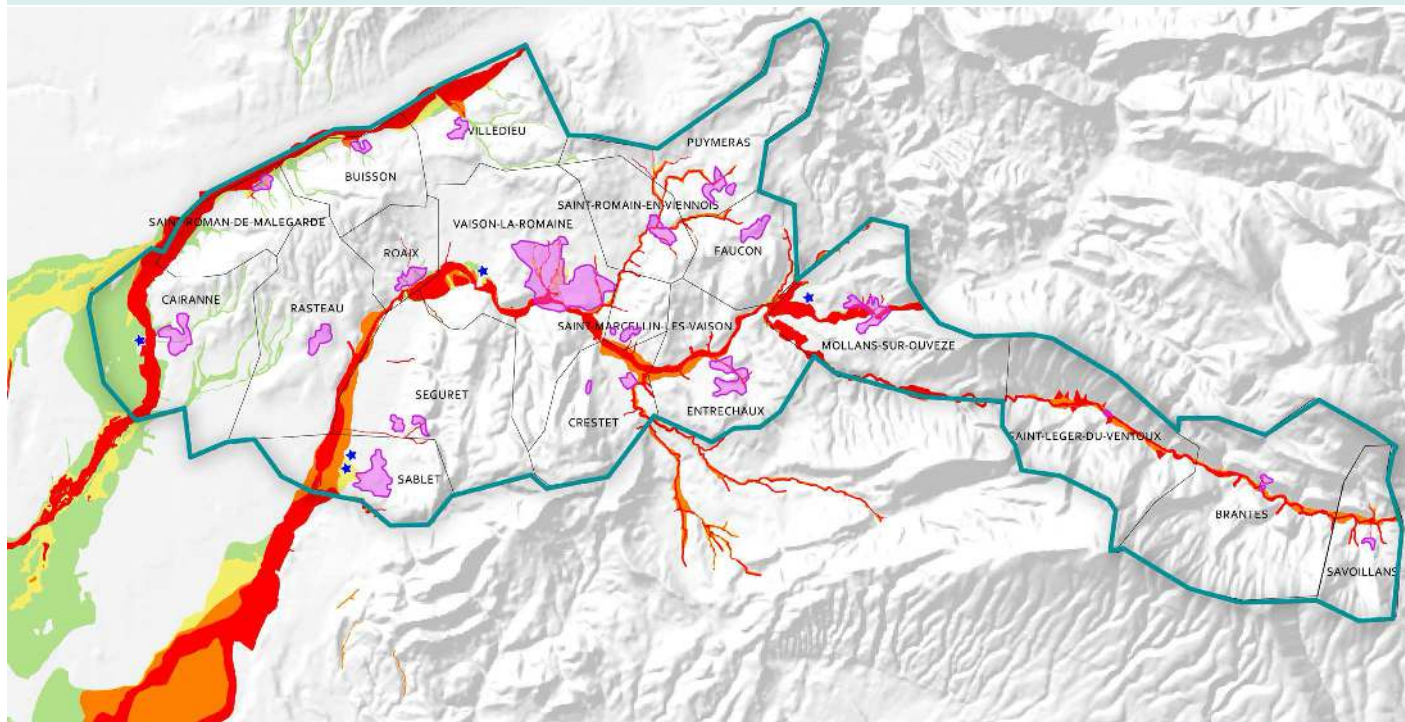 VILLEDIEU
PUYMERAS
BUISSON
SAINT-ROMAIN-EN-VIENNOIS
SAINT-ROMAN-DE-MALEGARDE
VAISON-LA-ROMAINE
ROAIX
FAUCON
CAIRANNE
RASTEAU
SAINT-MARCELLIN-LES-VAISON
MOLLANS-SUR-OUVEZE
SEGURET
ENTRECHAUX
CRESTET
SAINT-LEGER-DU-VENTOUX
SABLET
BRANTES
SAVOILLANS